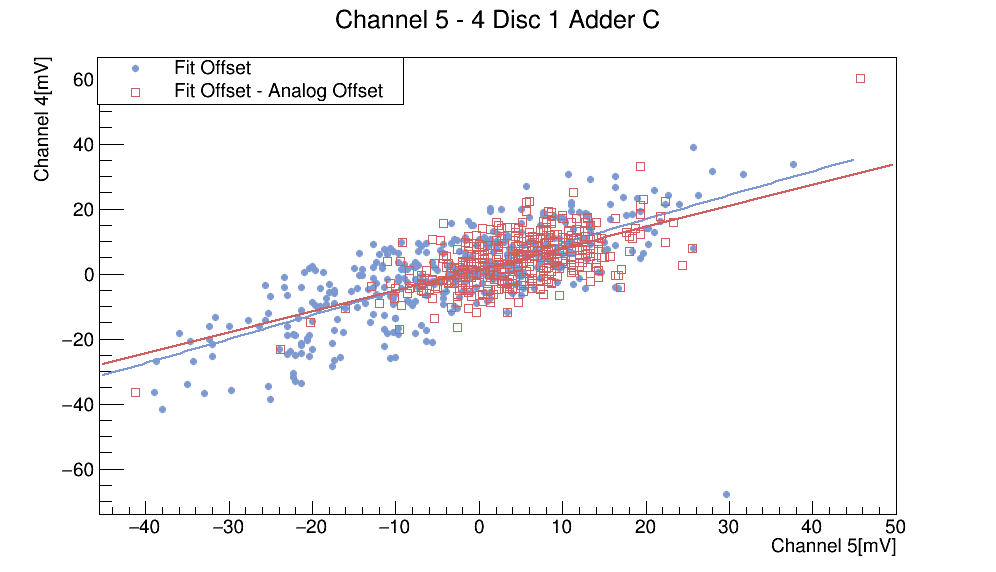 Channel 5 - 4 Disc 1 Adder C
Channel 4[mV]
Fit Offset
Fit Offset - Analog Offset
60
40
20
0
−20
−40
−60
−40 −30 −20 −10 0 10 20 30 40 50
Channel 5[mV]